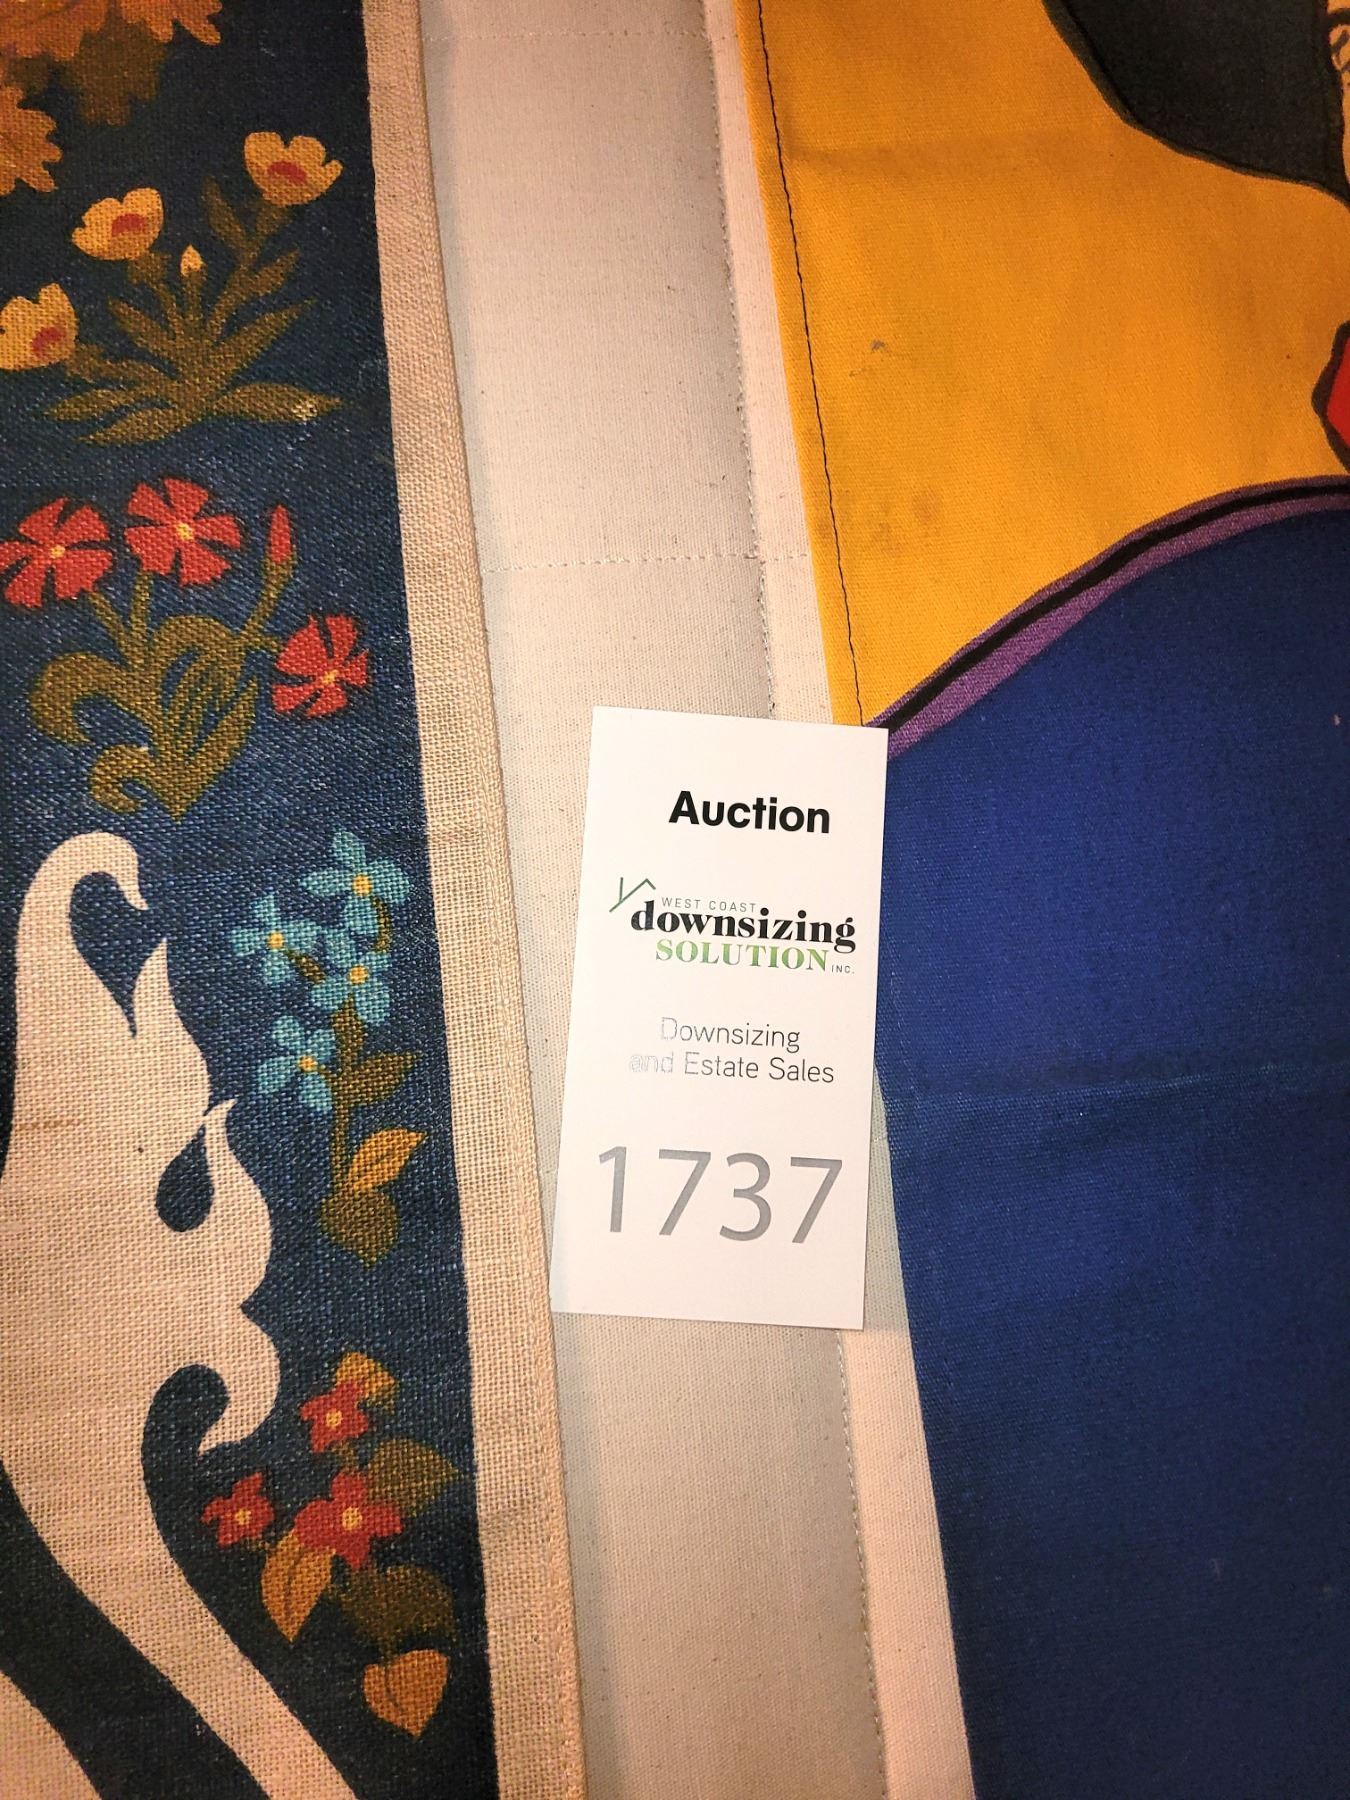 Auction
WEST COAST
downsizing
SOLUTION INC.
Downsizing
and Estate Sales
1737